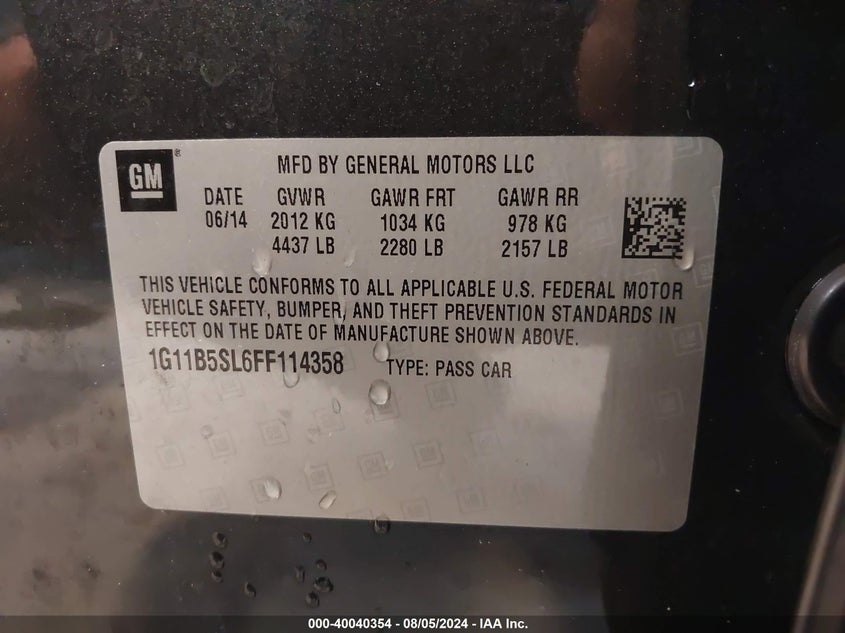 GM ®
MFD BY GENERAL MOTORS LLC
DATE GVWR GAWR FRT GAWR RR
06/14 2012 KG 1034 KG 978 KG
4437 LB 2280 LB 2157 LB
THIS VEHICLE CONFORMS TO ALL APPLICABLE U.S. FEDERAL MOTOR
VEHICLE SAFETY, BUMPER, AND THEFT PREVENTION STANDARDS IN
EFFECT ON THE DATE OF MANUFACTURE SHOWN ABOVE.
1G11B5SL6FF114358 TYPE: PASS CAR
000-40040354 - 08/05/2024 - IAA Inc.